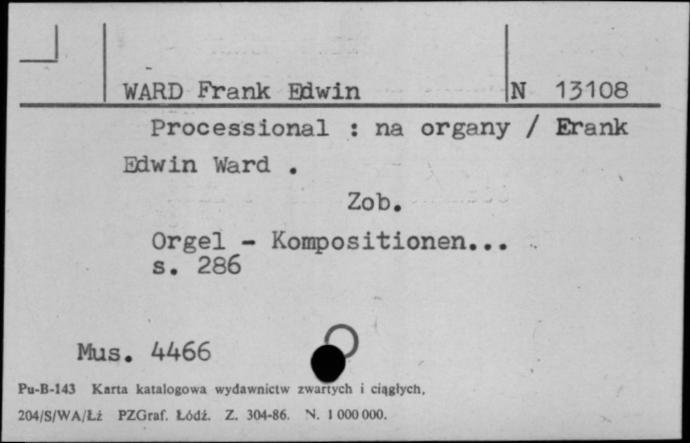 WARD Frank Edwin N 13108
Processional : na organy / Erank
Edwin Ward .
Zob.
Orgel - Kompositionen...
s. 286
Mus. 4466
Pu-B-143 Karta katalogowa wydawnictw zwartych i ciągłych,
204/S/WA/Łż PZGraf. Łódź. Z. 304-86. N. 1 000 000.